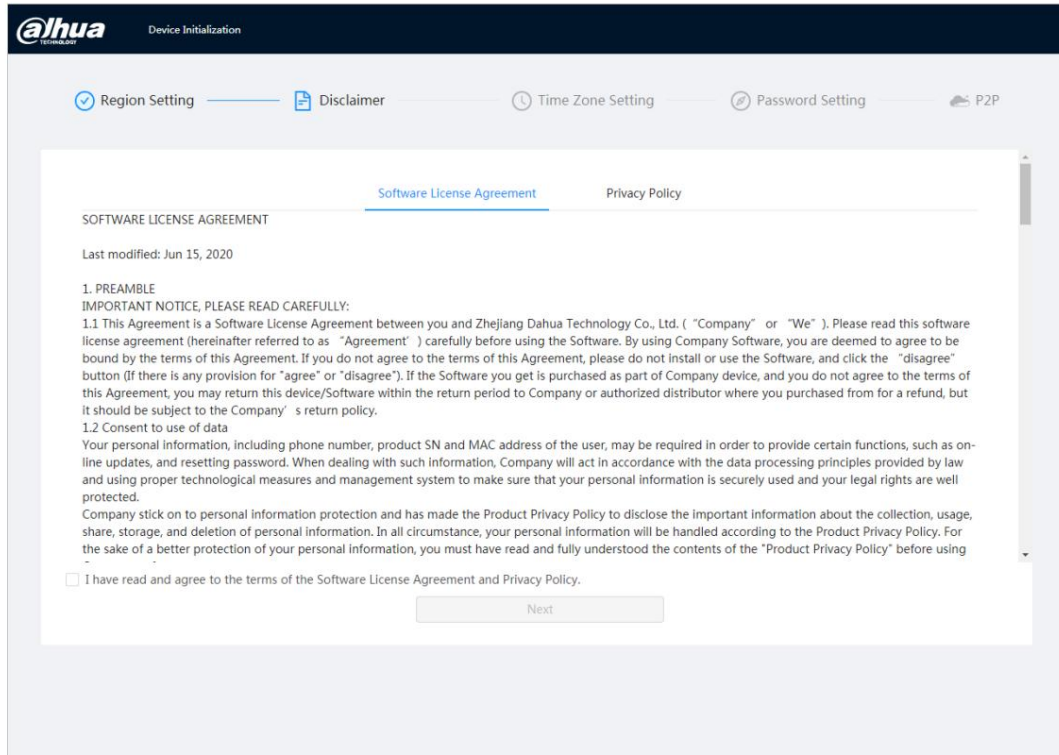 alhua
TECHNOLOGY
Device Initialization
Region Setting
Disclaimer
Time Zone Setting
Password Setting
P2P
Software License Agreement
Privacy Policy
SOFTWARE LICENSE AGREEMENT
Last modified: Jun 15, 2020
1. PREAMBLE
IMPORTANT NOTICE, PLEASE READ CAREFULLY:
1.1 This Agreement is a Software License Agreement between you and Zhejiang Dahua Technology Co., Ltd. ( “Company” or “We” ). Please read this software
license agreement (hereinafter referred to as “Agreement’ ) carefully before using the Software. By using Company Software, you are deemed to agree to be
bound by the terms of this Agreement. If you do not agree to the terms of this Agreement, please do not install or use the Software, and click the “disagree”
button (If there is any provision for "agree" or "disagree"). If the Software you get is purchased as part of Company device, and you do not agree to the terms of
this Agreement, you may return this device/Software within the return period to Company or authorized distributor where you purchased from for a refund, but
it should be subject to the Company’ s return policy.
1.2 Consent to use of data
Your personal information, including phone number, product SN and MAC address of the user, may be required in order to provide certain functions, such as on-
line updates, and resetting password. When dealing with such information, Company will act in accordance with the data processing principles provided by law
and using proper technological measures and management system to make sure that your personal information is securely used and your legal rights are well
protected.
Company stick on to personal information protection and has made the Product Privacy Policy to disclose the important information about the collection, usage,
share, storage, and deletion of personal information. In all circumstance, your personal information will be handled according to the Product Privacy Policy. For
the sake of a better protection of your personal information, you must have read and fully understood the contents of the "Product Privacy Policy" before using
I have read and agree to the terms of the Software License Agreement and Privacy Policy.
Next